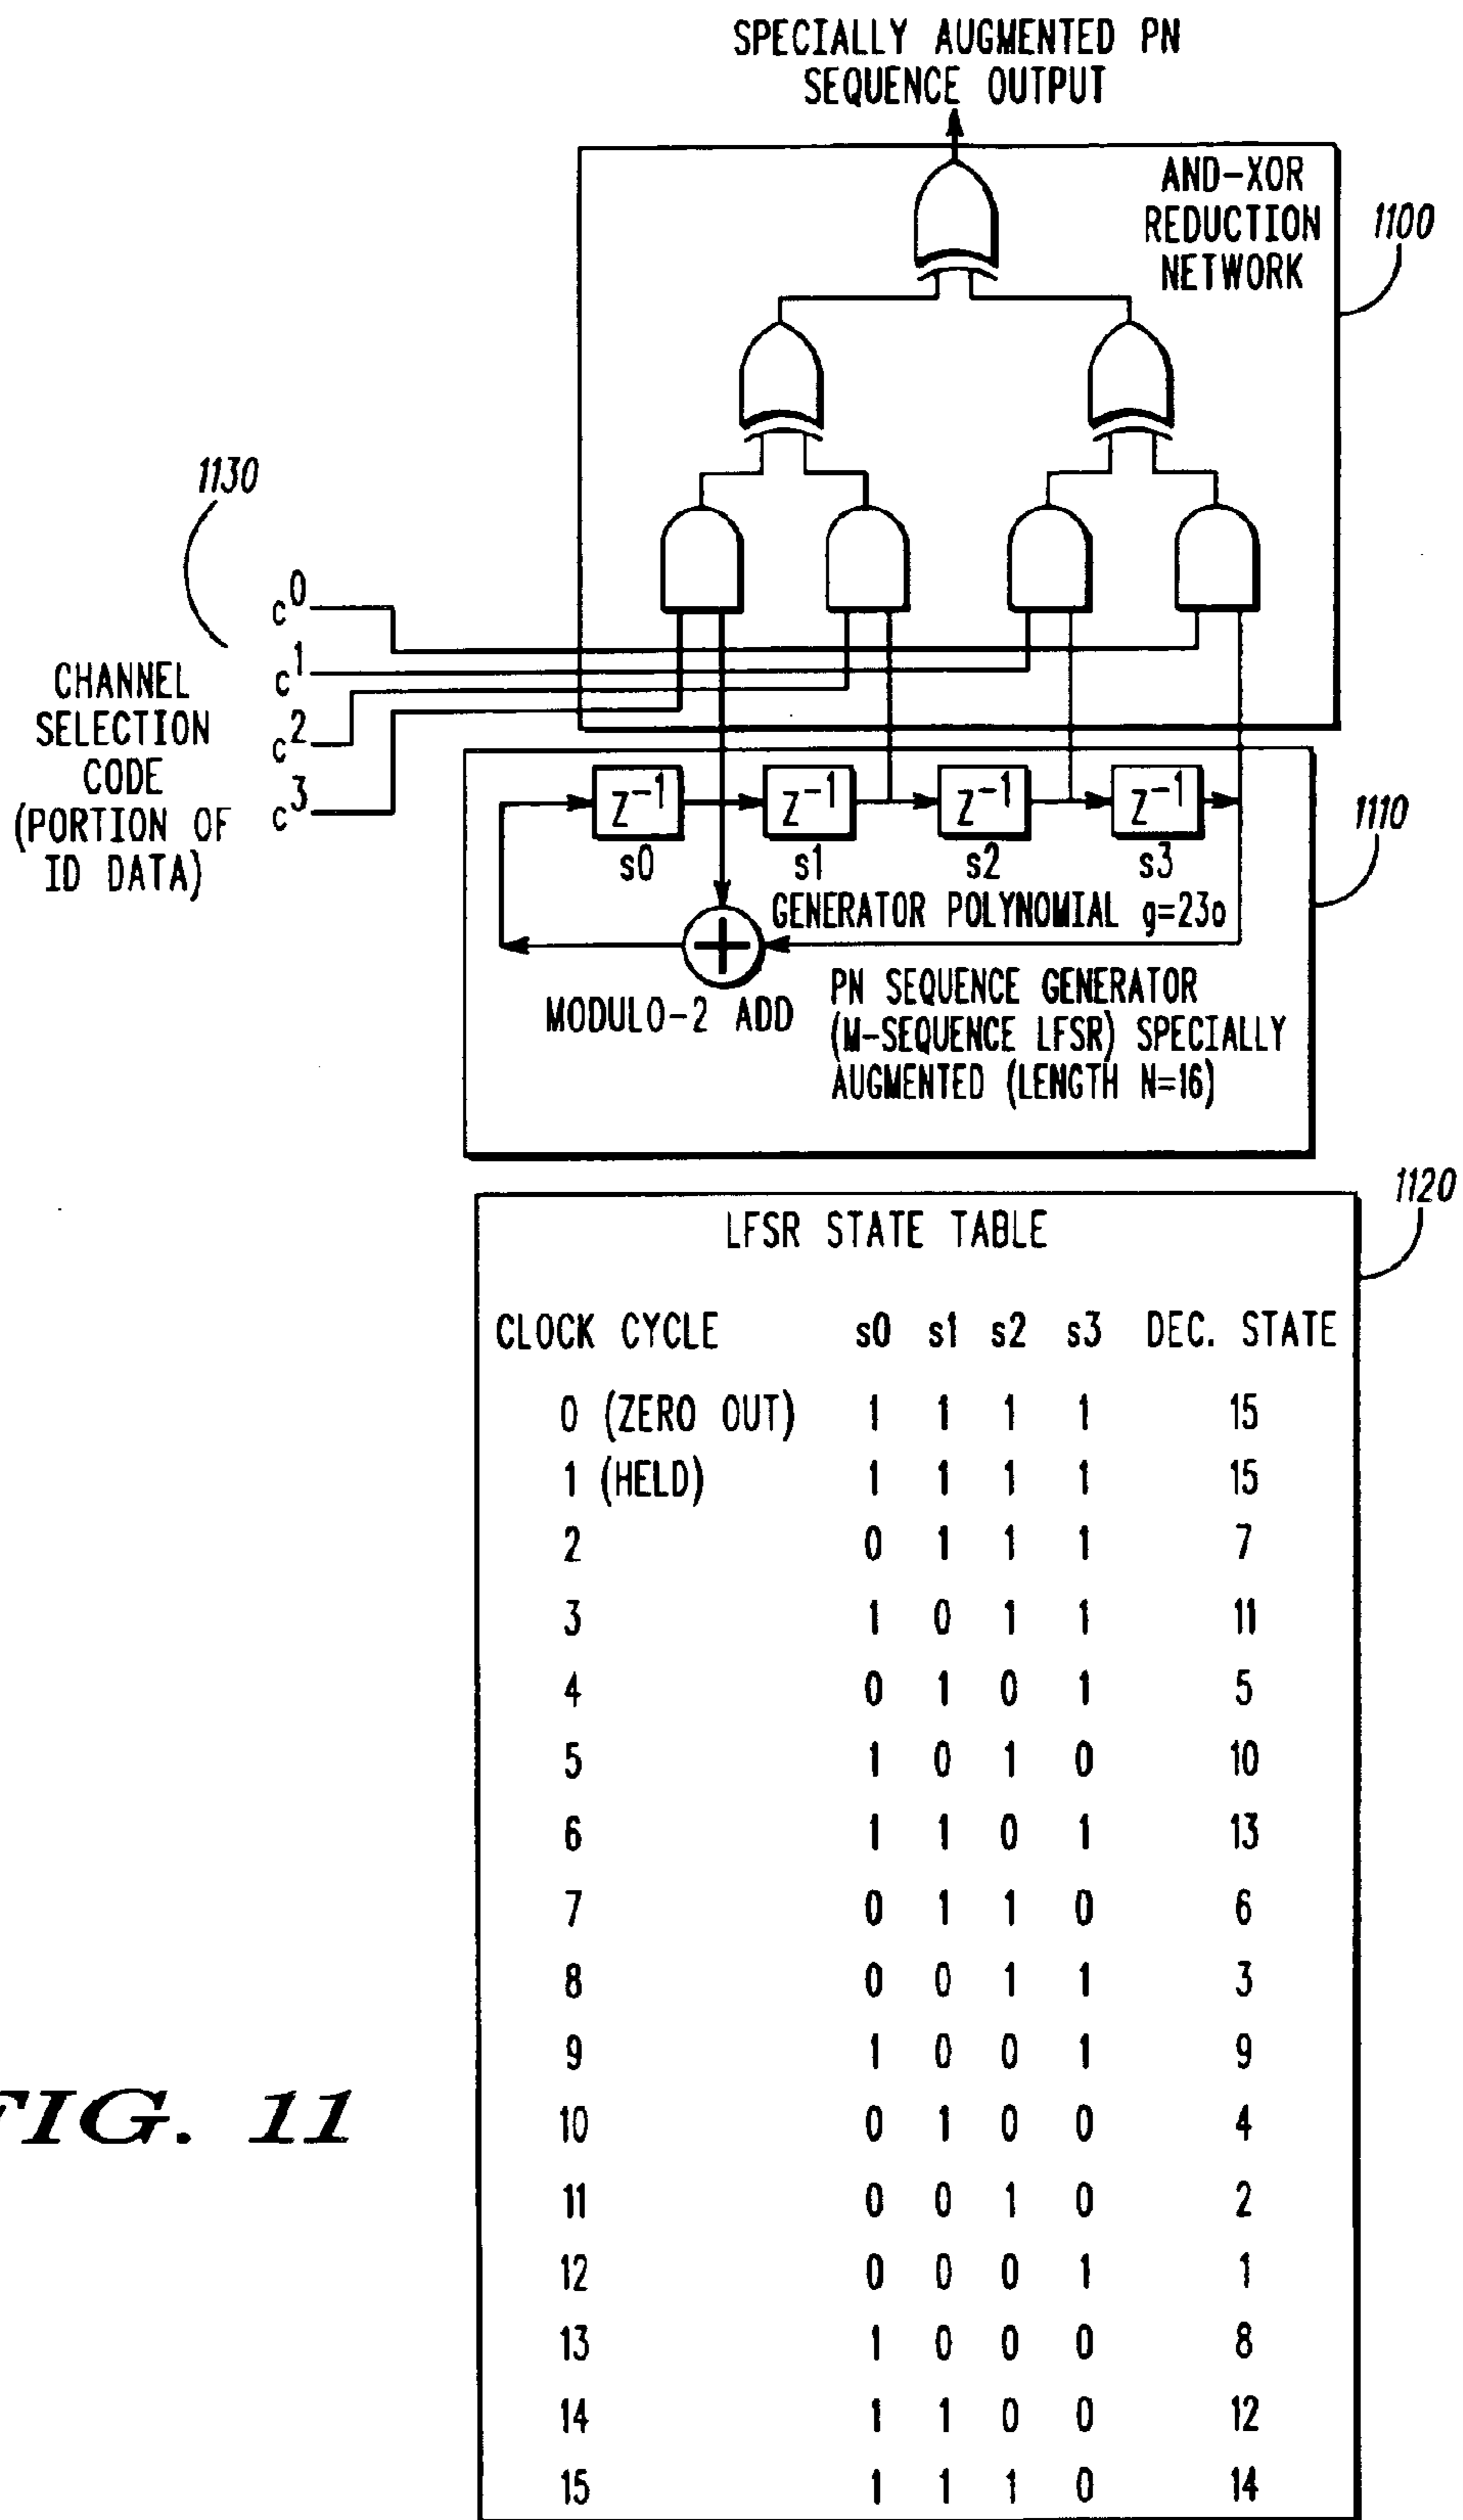 SPECIALLY AUGMENTED PN
SEQUENCE OUTPUT
AND-XOR
REDUCTION
NETWORK
1100
1130
c0
c1
c2
c3
CHANNEL
SELECTION
CODE
(PORTION OF
ID DATA)
z-1 z-1 z-1 z-1
s0 s1 s2 s3
1110
GENERATOR POLYNOMIAL g=23o
MODULO-2 ADD
PN SEQUENCE GENERATOR
(M-SEQUENCE LFSR) SPECIALLY
AUGMENTED (LENGTH N=16)
1120
LFSR STATE TABLE
CLOCK CYCLE s0 s1 s2 s3 DEC. STATE
0 (ZERO OUT) 1 1 1 1 15
1 (HELD) 1 1 1 1 15
2 0 1 1 1 7
3 1 0 1 1 11
4 0 1 0 1 5
5 1 0 1 0 10
6 1 1 0 1 13
7 0 1 1 0 6
8 0 0 1 1 3
9 1 0 0 1 9
10 0 1 0 0 4
11 0 0 1 0 2
12 0 0 0 1 1
13 1 0 0 0 8
14 1 1 0 0 12
15 1 1 1 0 14
FIG. 11